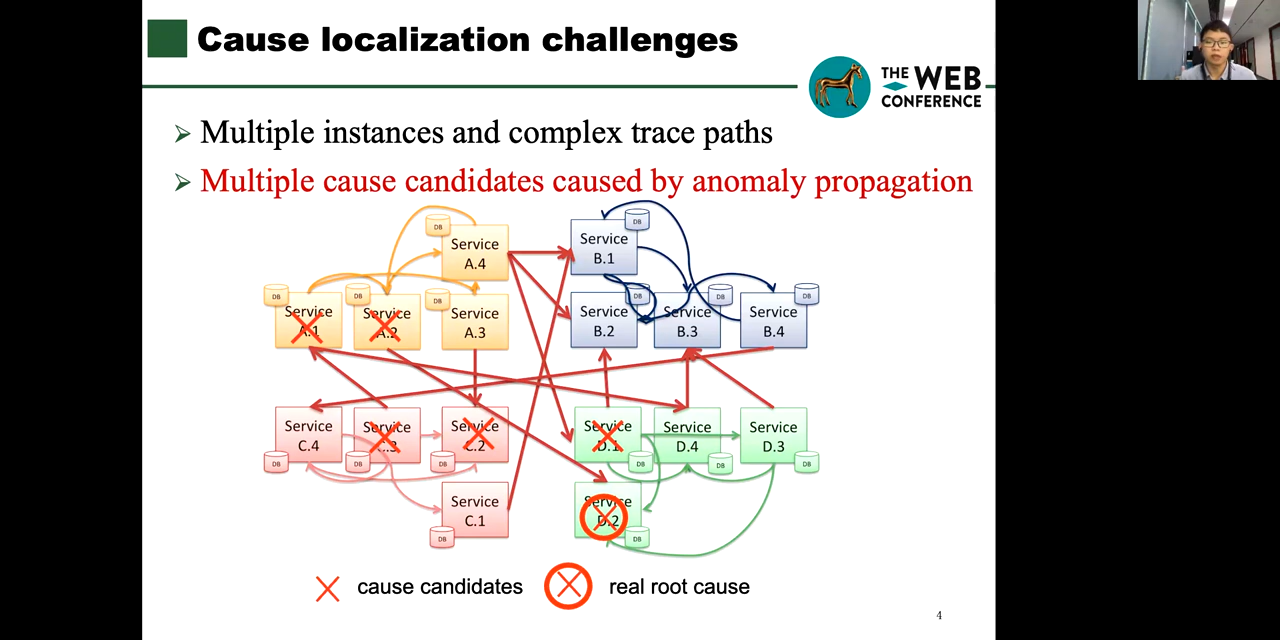 Cause localization challenges
THE WEB
CONFERENCE
Multiple instances and complex trace paths
Multiple cause candidates caused by anomaly propagation
DB
Service
A.4
DB
Service
B.1
DB
Service
A.1
DB
Service
A.2
DB
Service
A.3
Service
B.2
DB
Service
B.3
DB
Service
B.4
DB
Service
C.4
DB
Service
C.3
DB
Service
C.2
DB
Service
D.1
DB
Service
D.4
DB
Service
D.3
DB
Service
C.1
DB
Service
D.2
DB
cause candidates
real root cause
4